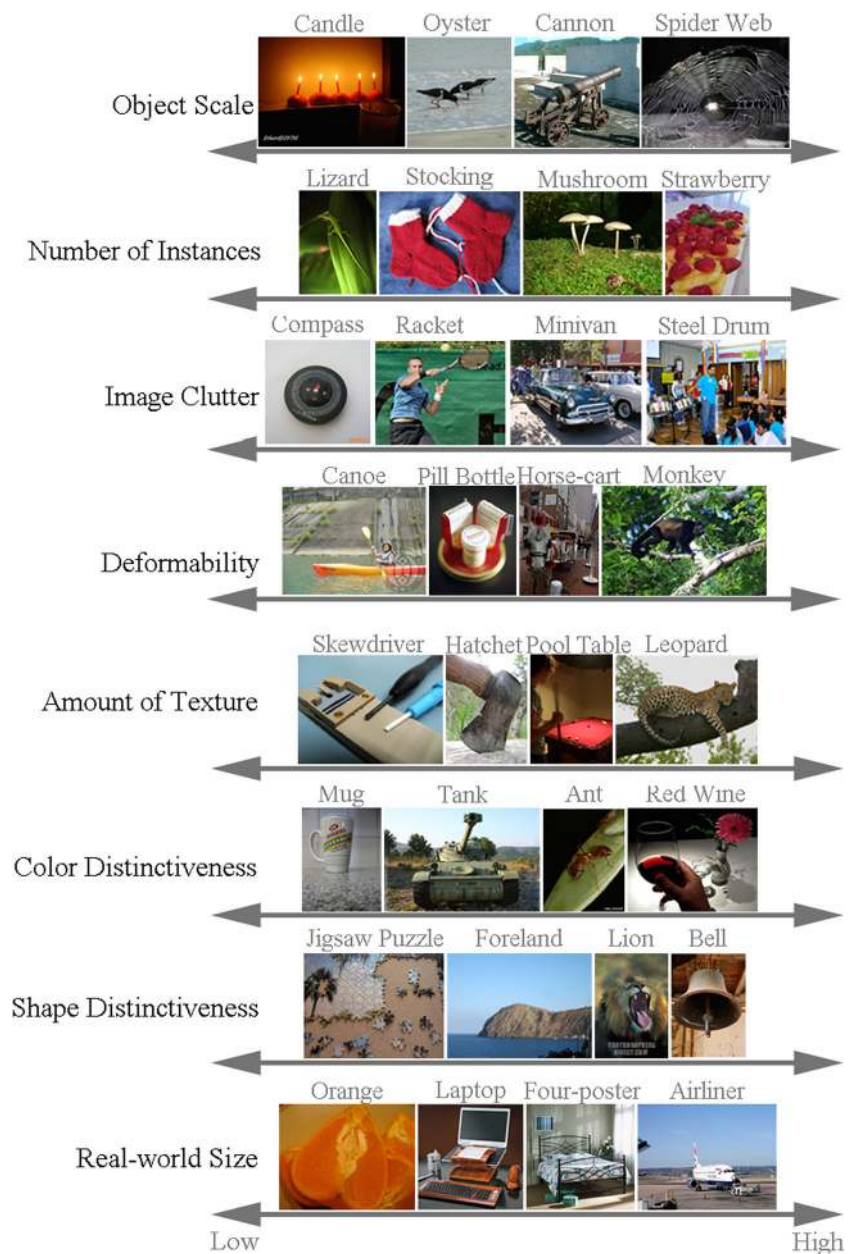 Candle Oyster Cannon Spider Web
Object Scale
Lizard Stocking Mushroom Strawberry
Number of Instances
Compass Racket Minivan Steel Drum
Image Clutter
Canoe Pill Bottle Horse-cart Monkey
Deformability
Skewdriver Hatchet Pool Table Leopard
Amount of Texture
Mug Tank Ant Red Wine
Color Distinctiveness
Jigsaw Puzzle Foreland Lion Bell
Shape Distinctiveness
Orange Laptop Four-poster Airliner
Real-world Size
Low High